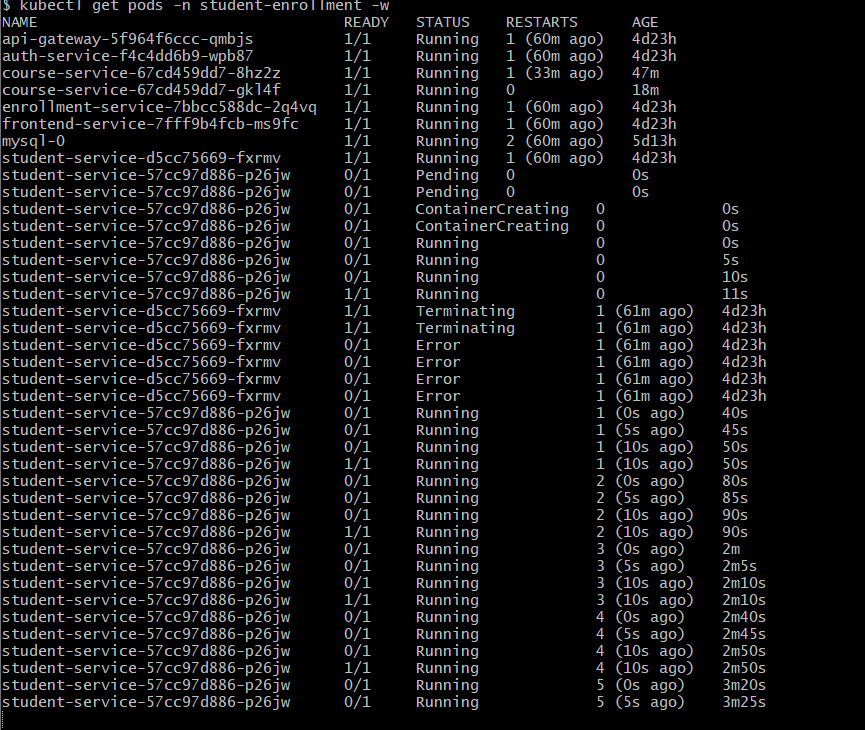 $ kubectl get pods -n student-enrollment -w
NAME READY STATUS RESTARTS AGE
api-gateway-5f964f6ccc-qmbjs 1/1 Running 1 (60m ago) 4d23h
auth-service-f4c4dd6b9-wpb87 1/1 Running 1 (60m ago) 4d23h
course-service-67cd459dd7-8hz2z 1/1 Running 1 (33m ago) 47m
course-service-67cd459dd7-gkl4f 1/1 Running 0 18m
enrollment-service-7bbcc588dc-2q4vq 1/1 Running 1 (60m ago) 4d23h
frontend-service-7fff9b4fcb-ms9fc 1/1 Running 1 (60m ago) 4d23h
mysql-0 1/1 Running 2 (60m ago) 5d13h
student-service-d5cc75669-fxrmv 1/1 Running 1 (60m ago) 4d23h
student-service-57cc97d886-p26jw 0/1 Pending 0 0s
student-service-57cc97d886-p26jw 0/1 Pending 0 0s
student-service-57cc97d886-p26jw 0/1 ContainerCreating 0 0s
student-service-57cc97d886-p26jw 0/1 ContainerCreating 0 0s
student-service-57cc97d886-p26jw 0/1 Running 0 0s
student-service-57cc97d886-p26jw 0/1 Running 0 5s
student-service-57cc97d886-p26jw 0/1 Running 0 10s
student-service-57cc97d886-p26jw 1/1 Running 0 11s
student-service-d5cc75669-fxrmv 1/1 Terminating 1 (61m ago) 4d23h
student-service-d5cc75669-fxrmv 1/1 Terminating 1 (61m ago) 4d23h
student-service-d5cc75669-fxrmv 0/1 Error 1 (61m ago) 4d23h
student-service-d5cc75669-fxrmv 0/1 Error 1 (61m ago) 4d23h
student-service-d5cc75669-fxrmv 0/1 Error 1 (61m ago) 4d23h
student-service-d5cc75669-fxrmv 0/1 Error 1 (61m ago) 4d23h
student-service-57cc97d886-p26jw 0/1 Running 1 (0s ago) 40s
student-service-57cc97d886-p26jw 0/1 Running 1 (5s ago) 45s
student-service-57cc97d886-p26jw 0/1 Running 1 (10s ago) 50s
student-service-57cc97d886-p26jw 1/1 Running 1 (10s ago) 50s
student-service-57cc97d886-p26jw 0/1 Running 2 (0s ago) 80s
student-service-57cc97d886-p26jw 0/1 Running 2 (5s ago) 85s
student-service-57cc97d886-p26jw 0/1 Running 2 (10s ago) 90s
student-service-57cc97d886-p26jw 1/1 Running 2 (10s ago) 90s
student-service-57cc97d886-p26jw 0/1 Running 3 (0s ago) 2m
student-service-57cc97d886-p26jw 0/1 Running 3 (5s ago) 2m5s
student-service-57cc97d886-p26jw 0/1 Running 3 (10s ago) 2m10s
student-service-57cc97d886-p26jw 1/1 Running 3 (10s ago) 2m10s
student-service-57cc97d886-p26jw 0/1 Running 4 (0s ago) 2m40s
student-service-57cc97d886-p26jw 0/1 Running 4 (5s ago) 2m45s
student-service-57cc97d886-p26jw 0/1 Running 4 (10s ago) 2m50s
student-service-57cc97d886-p26jw 1/1 Running 4 (10s ago) 2m50s
student-service-57cc97d886-p26jw 0/1 Running 5 (0s ago) 3m20s
student-service-57cc97d886-p26jw 0/1 Running 5 (5s ago) 3m25s